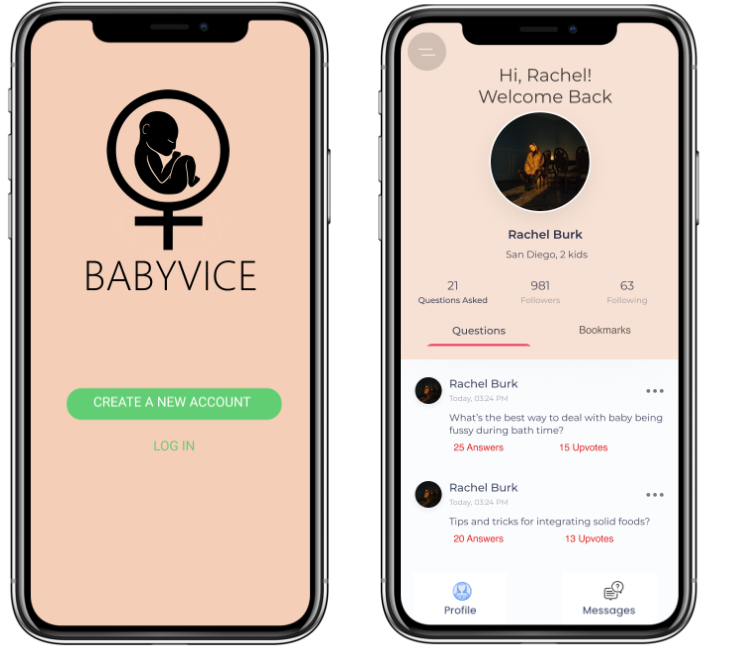 BABYVICE
CREATE A NEW ACCOUNT
LOG IN
Hi, Rachel!
Welcome Back
Rachel Burk
San Diego, 2 kids
21 981 63
Questions Asked Followers Following
Questions Bookmarks
Rachel Burk
Today, 03:24 PM
What's the best way to deal with baby being
fussy during bath time?
25 Answers 15 Upvotes
Rachel Burk
Today, 03:24 PM
Tips and tricks for integrating solid foods?
20 Answers 13 Upvotes
Profile Messages